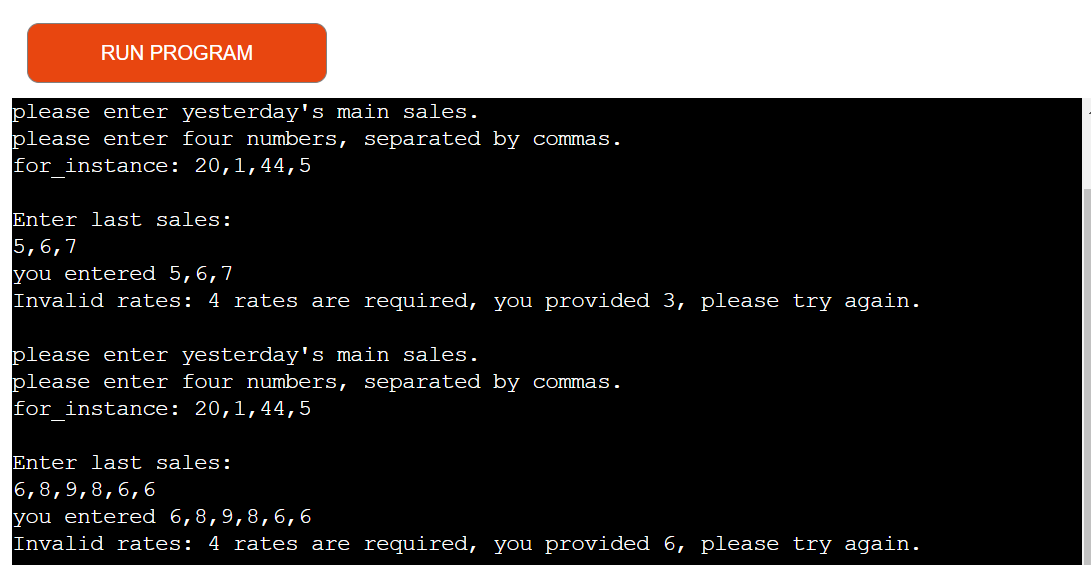 RUN PROGRAM
please enter yesterday's main sales.
please enter four numbers, separated by commas.
for_instance: 20,1,44,5
Enter last sales:
5,6,7
you entered 5,6,7
Invalid rates: 4 rates are required, you provided 3, please try again.
please enter yesterday's main sales.
please enter four numbers, separated by commas.
for_instance: 20,1,44,5
Enter last sales:
6,8,9,8,6,6
you entered 6,8,9,8,6,6
Invalid rates: 4 rates are required, you provided 6, please try again.